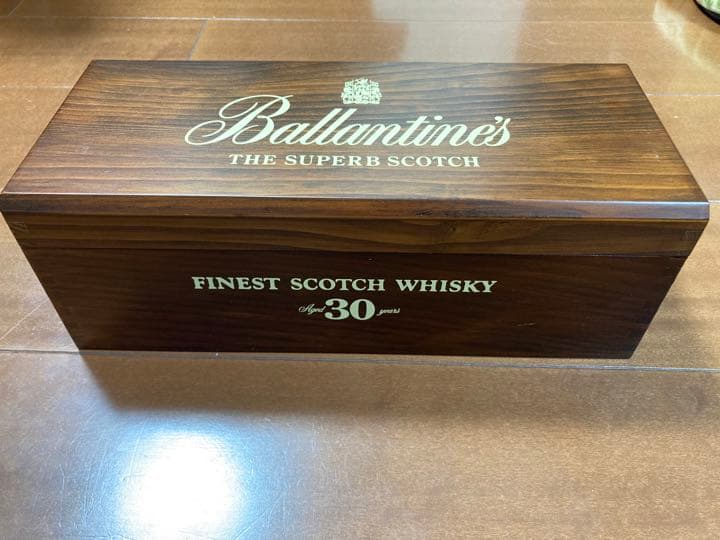 Ballantine's
THE SUPERB SCOTCH
FINEST SCOTCH WHISKY
Aged 30 years